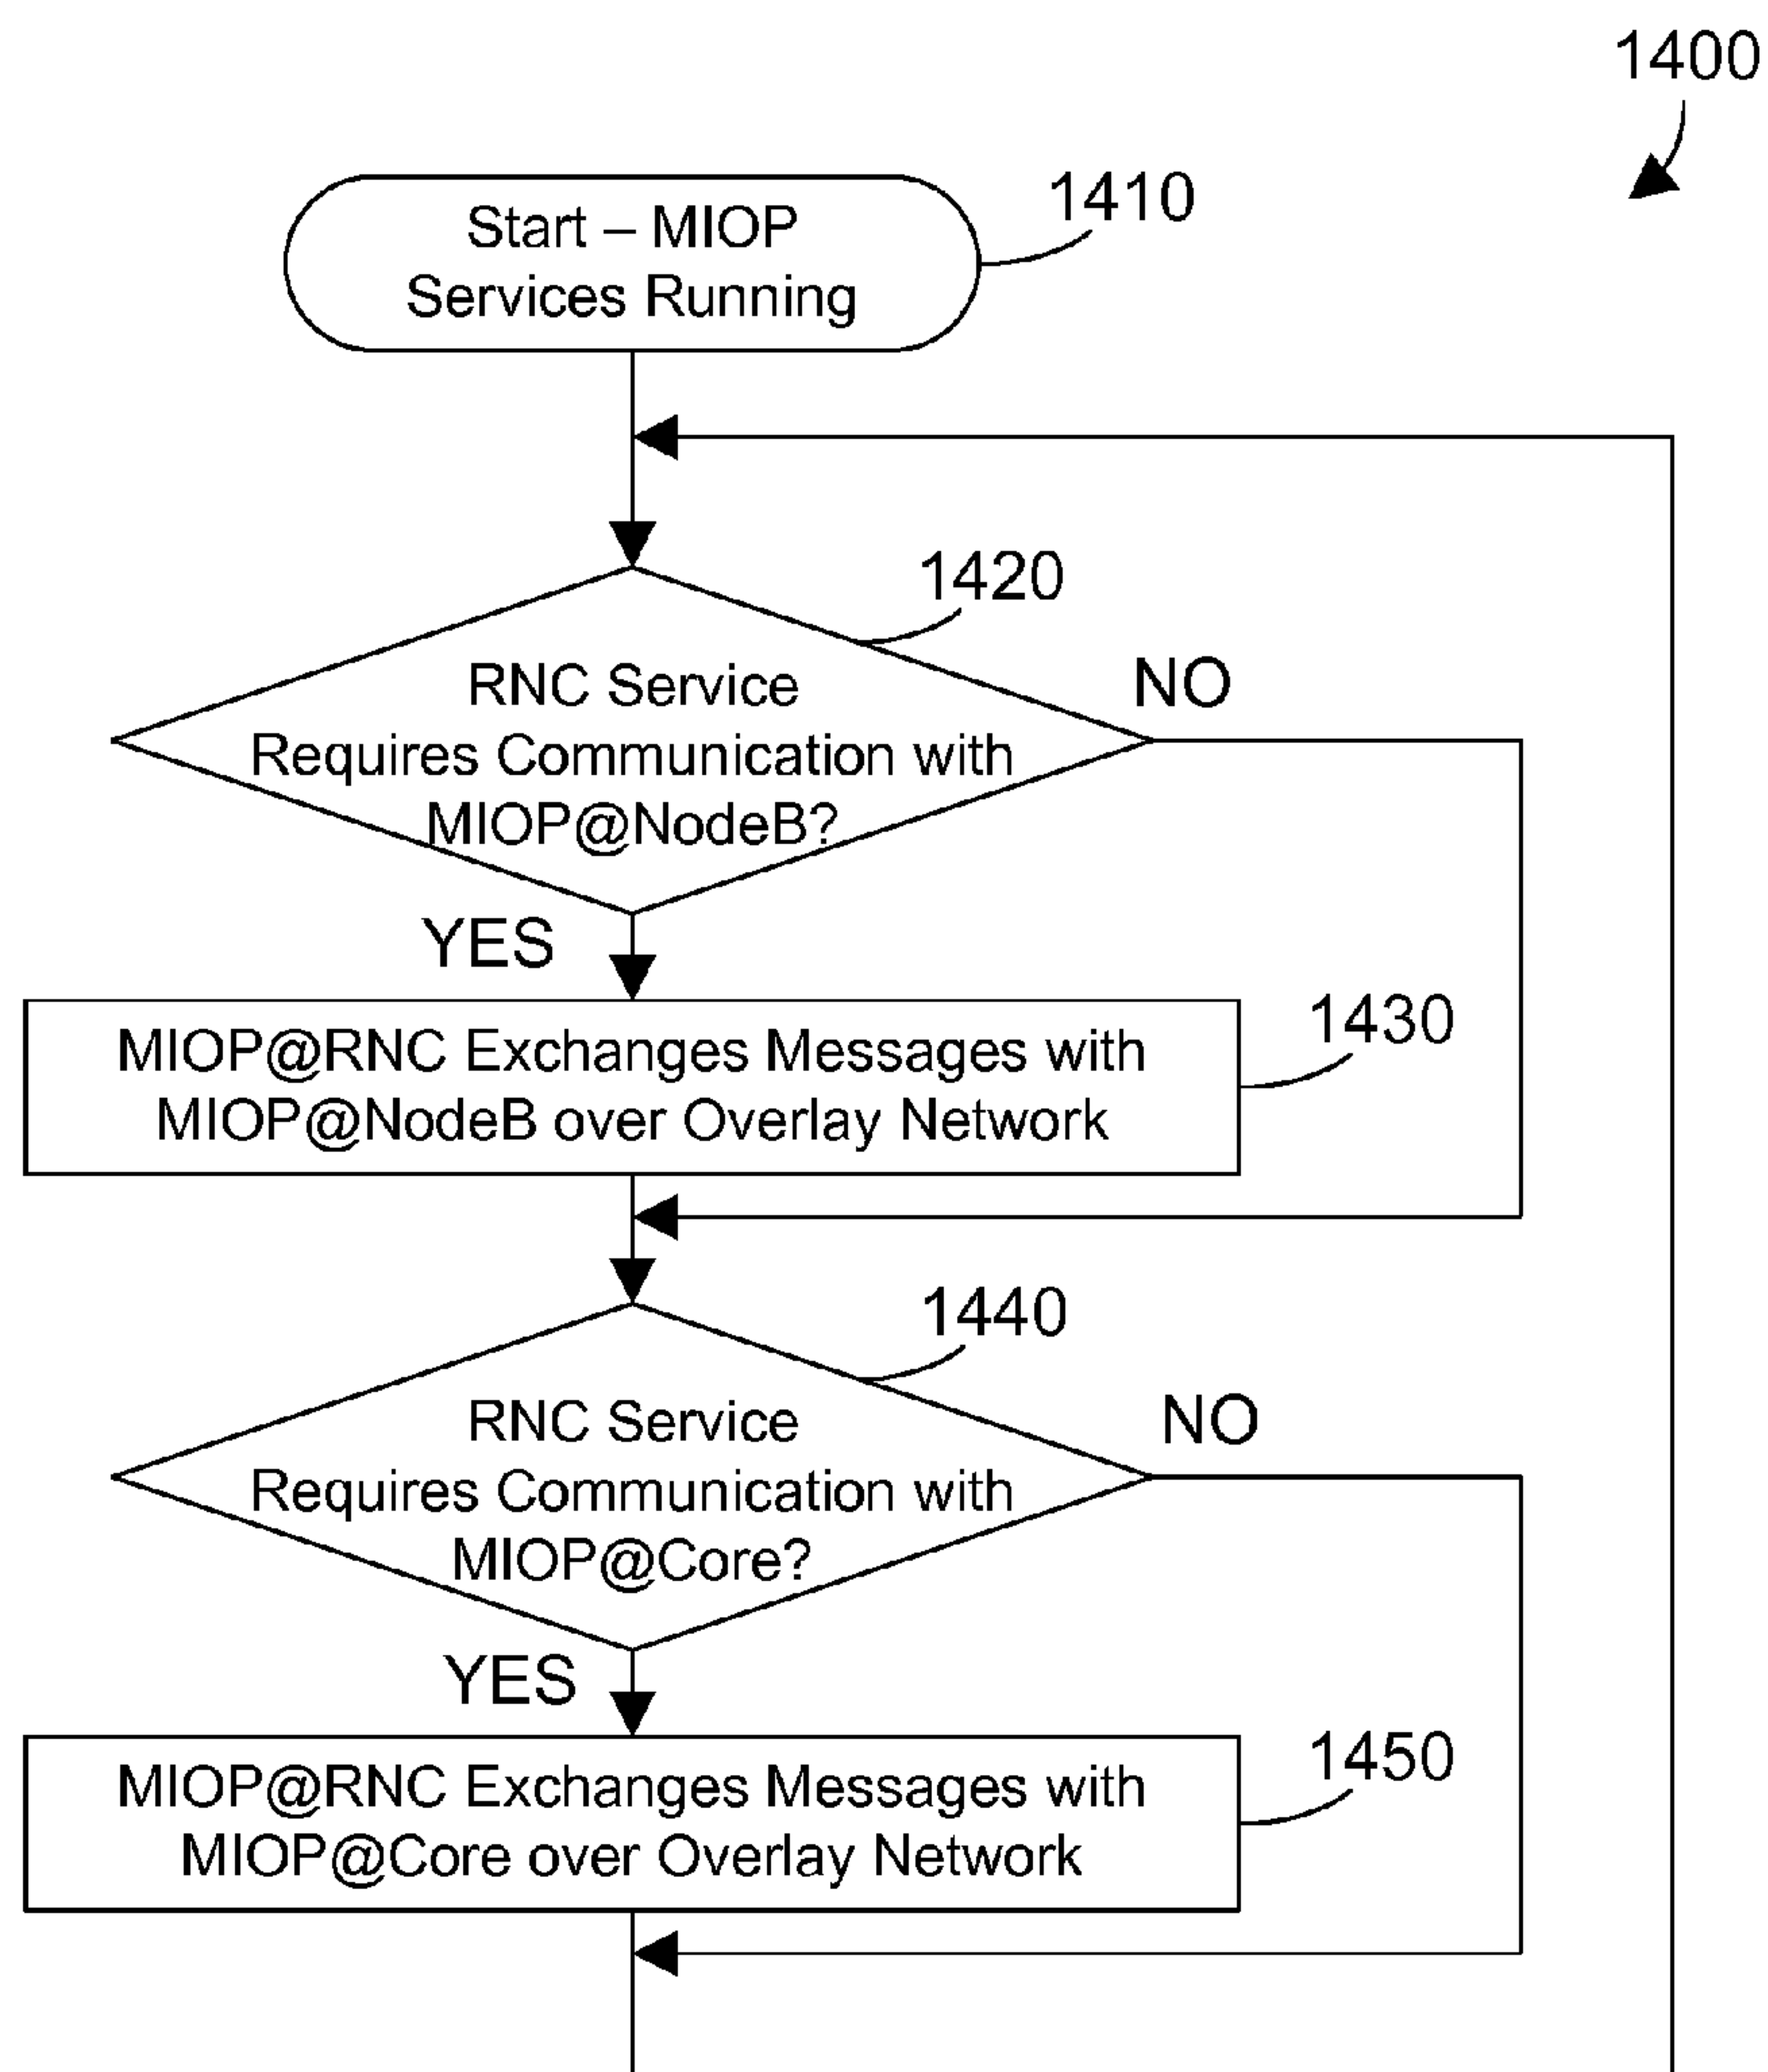 1400
1410
Start – MIOP
Services Running
1420
RNC Service
Requires Communication with
MIOP@NodeB?
NO
YES
1430
MIOP@RNC Exchanges Messages with
MIOP@NodeB over Overlay Network
1440
RNC Service
Requires Communication with
MIOP@Core?
NO
YES
1450
MIOP@RNC Exchanges Messages with
MIOP@Core over Overlay Network